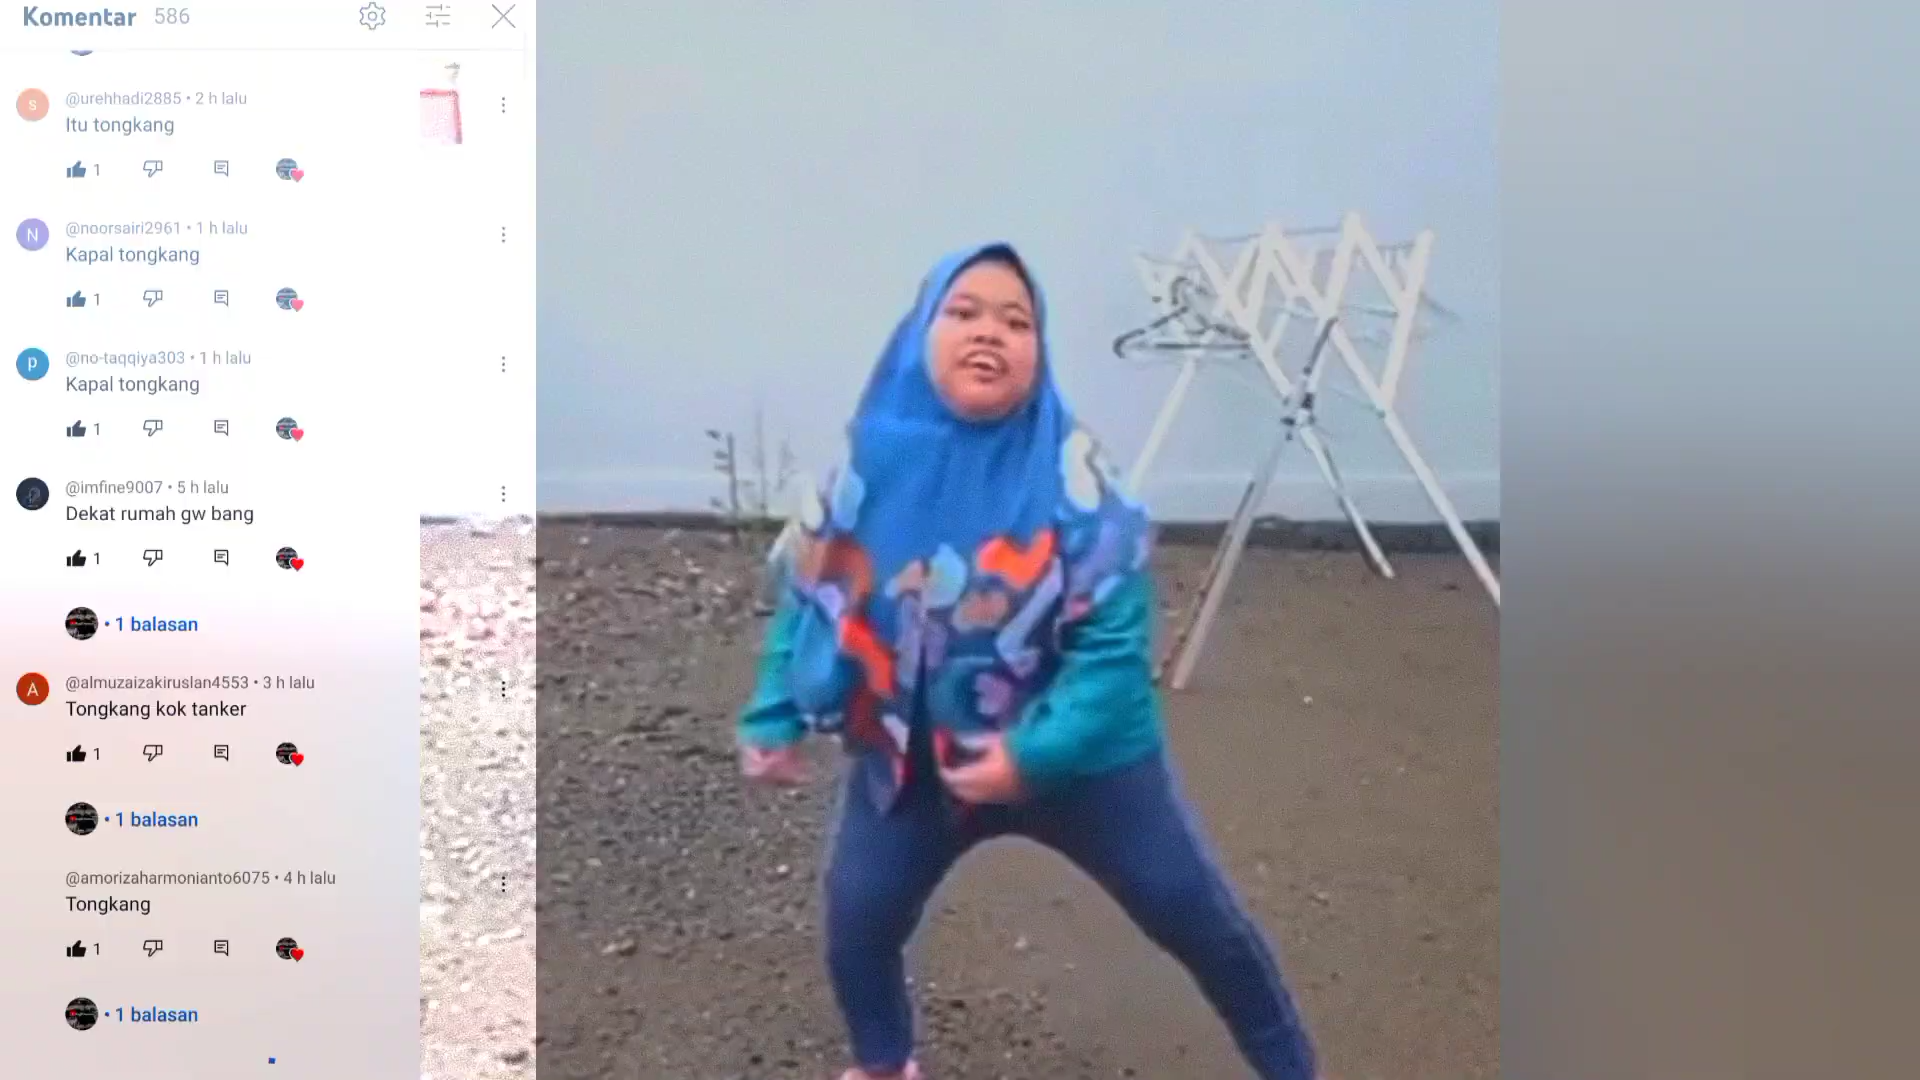 Komentar 586
@urehhadi2885 • 2 h lalu
Itu tongkang
1
@noorsairi2961 • 1 h lalu
Kapal tongkang
1
@no-taqqiya303 • 1 h lalu
Kapal tongkang
1
@imfine9007 • 5 h lalu
Dekat rumah gw bang
1
• 1 balasan
@almuzaizakiruslan4553 • 3 h lalu
Tongkang kok tanker
1
• 1 balasan
@amorizaharmonianto6075 • 4 h lalu
Tongkang
1
• 1 balasan